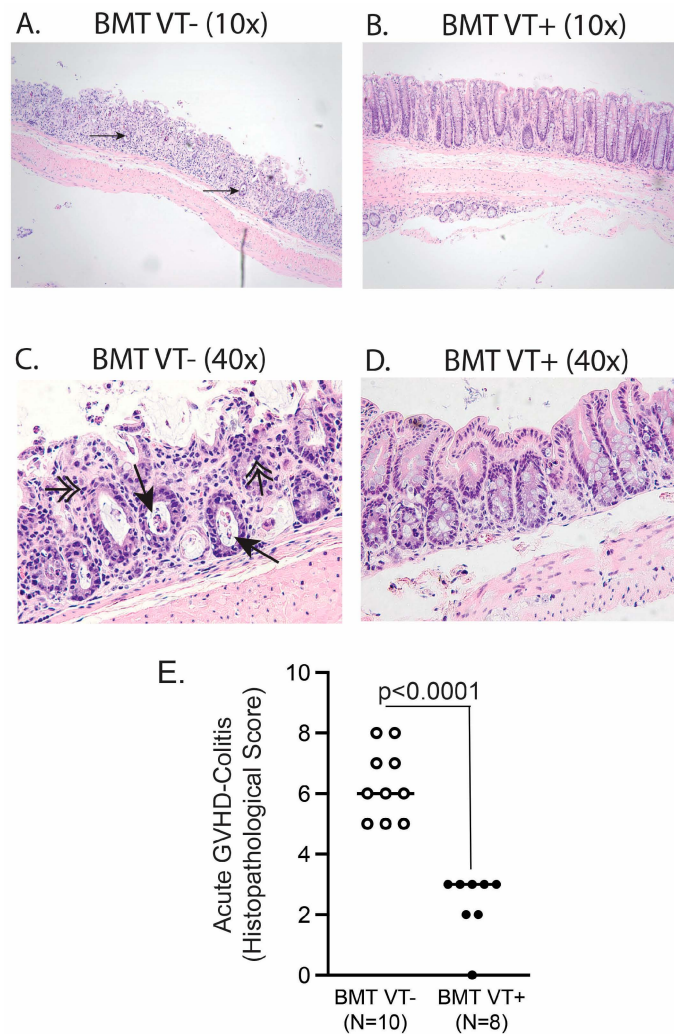 A. BMT VT- (10x)
B. BMT VT+ (10x)
C. BMT VT- (40x)
D. BMT VT+ (40x)
E.
p<0.0001
Acute GVHD-Colitis
(Histopathological Score)
10
8
6
4
2
0
BMT VT-
(N=10)
BMT VT+
(N=8)